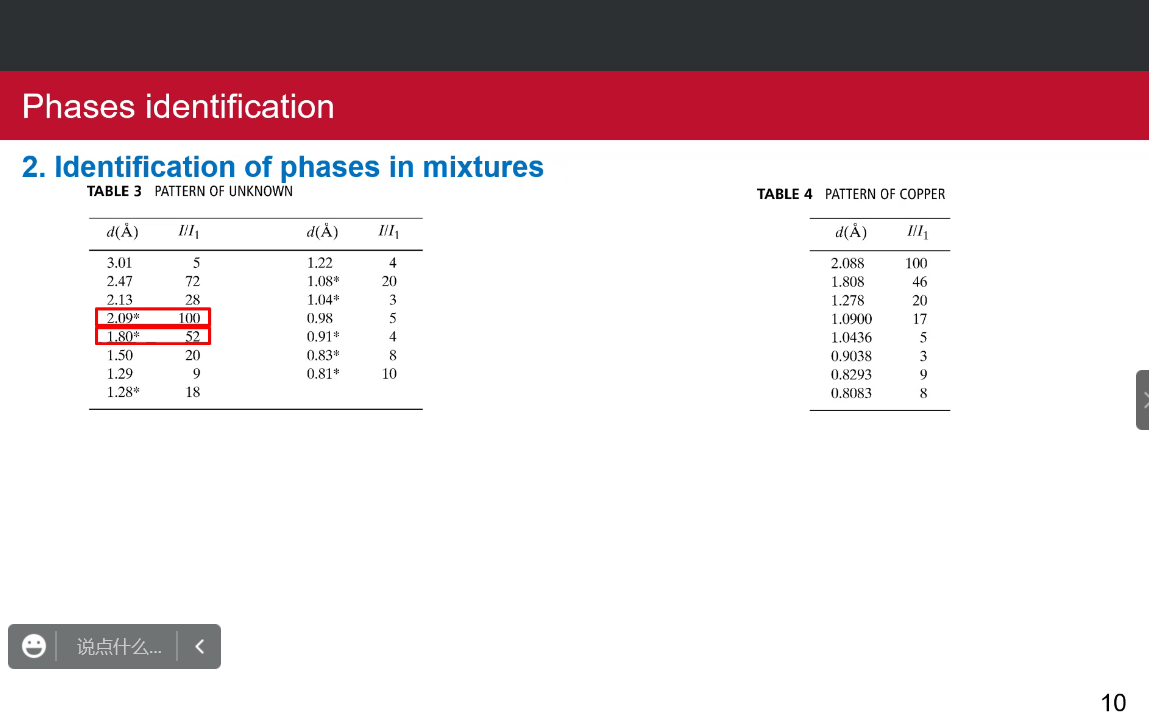 Phases identification
2. Identification of phases in mixtures
TABLE 3 PATTERN OF UNKNOWN
d(Å) I/I1 d(Å) I/I1
3.01 5 1.22 4
2.47 72 1.08* 20
2.13 28 1.04* 3
2.09* 100 0.98 5
1.80* 52 0.91* 4
1.50 20 0.83* 8
1.29 9 0.81* 10
1.28* 18
TABLE 4 PATTERN OF COPPER
d(Å) I/I1
2.088 100
1.808 46
1.278 20
1.0900 17
1.0436 5
0.9038 3
0.8293 9
0.8083 8
说点什么...
10